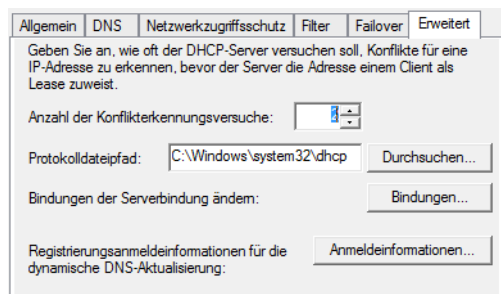 Allgemein DNS Netzwerkzugriffsschutz Filter Failover Erweitert
Geben Sie an, wie oft der DHCP-Server versuchen soll, Konflikte für eine
IP-Adresse zu erkennen, bevor der Server die Adresse einem Client als
Lease zuweist.
Anzahl der Konflikterkennungsversuche:
Protokolldateipfad: C:\Windows\system32\dhcp Durchsuchen...
Bindungen der Serverbindung ändern: Bindungen...
Registrierungsanmeldeinformationen für die Anmeldeinformationen...
dynamische DNS-Aktualisierung: